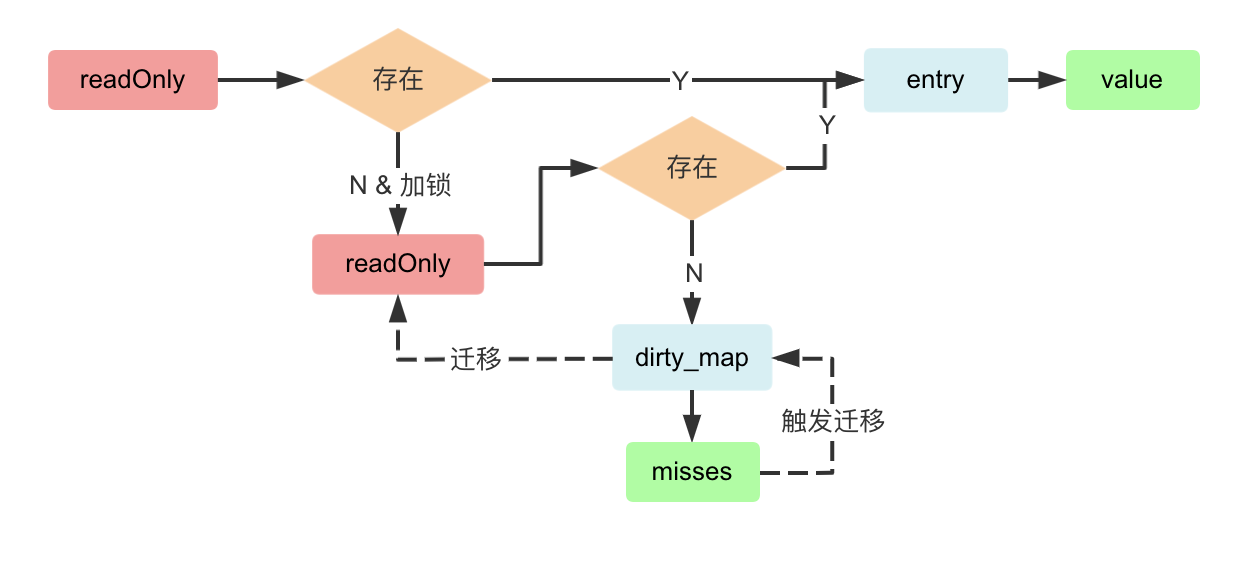 readOnly
存在
Y
entry
value
Y
存在
N & 加锁
readOnly
N
迁移
dirty_map
触发迁移
misses